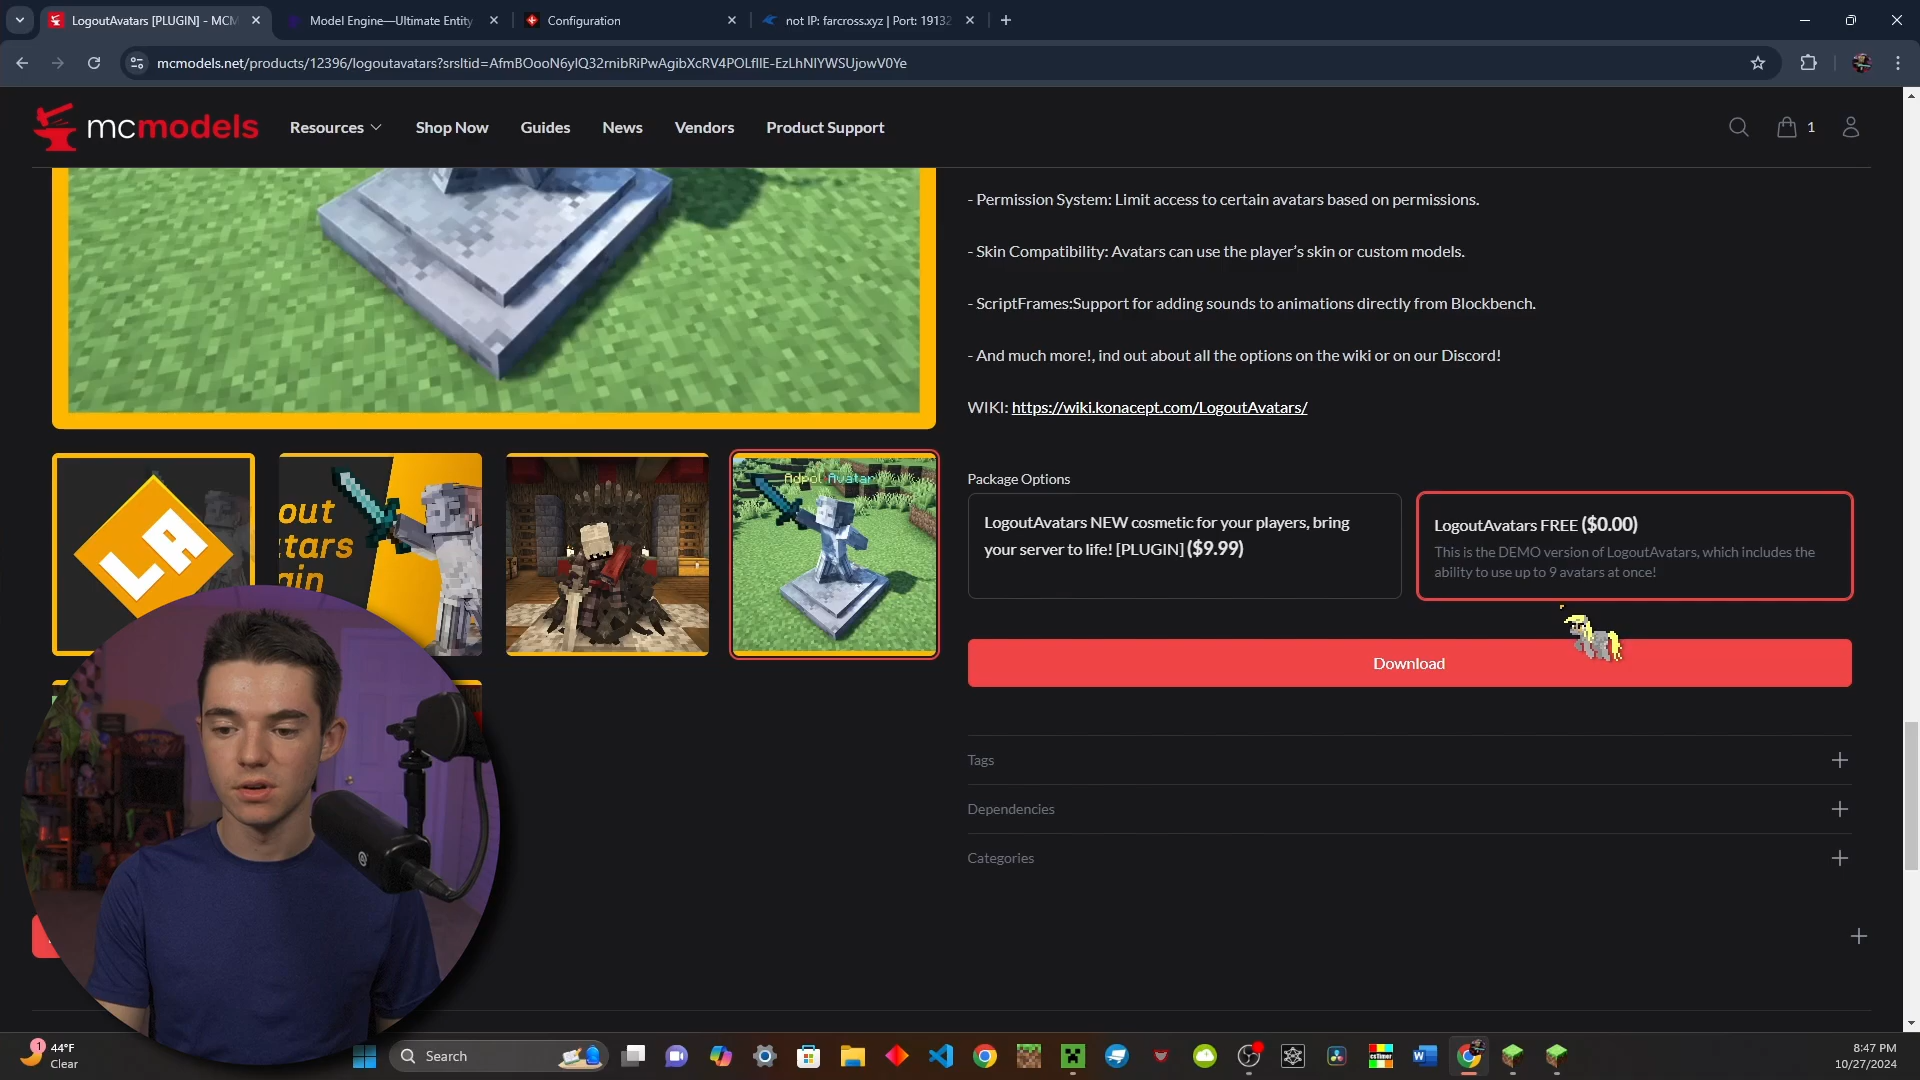 LogoutAvatars [PLUGIN] - MCM
Model Engine—Ultimate Entity
Configuration
not IP: farcross.xyz | Port: 19132
mcmodels.net/products/12396/logoutavatars?srsltid=AfmBOooN6ylQ32rnibRiPwAgibXcRV4POLfIlE-EzLhNIYWSUjowV0Ye
mcmodels
Resources
Shop Now
Guides
News
Vendors
Product Support
1
- Permission System: Limit access to certain avatars based on permissions.
- Skin Compatibility: Avatars can use the player’s skin or custom models.
- ScriptFrames:Support for adding sounds to animations directly from Blockbench.
- And much more!, ind out about all the options on the wiki or on our Discord!
WIKI: https://wiki.konacept.com/LogoutAvatars/
LA
out
tars
Adpol Avatar
Package Options
LogoutAvatars NEW cosmetic for your players, bring
your server to life! [PLUGIN] ($9.99)
LogoutAvatars FREE ($0.00)
This is the DEMO version of LogoutAvatars, which includes the
ability to use up to 9 avatars at once!
Download
Tags
Dependencies
Categories
1
44°F
Clear
Search
csTimer
8:47 PM
10/27/2024